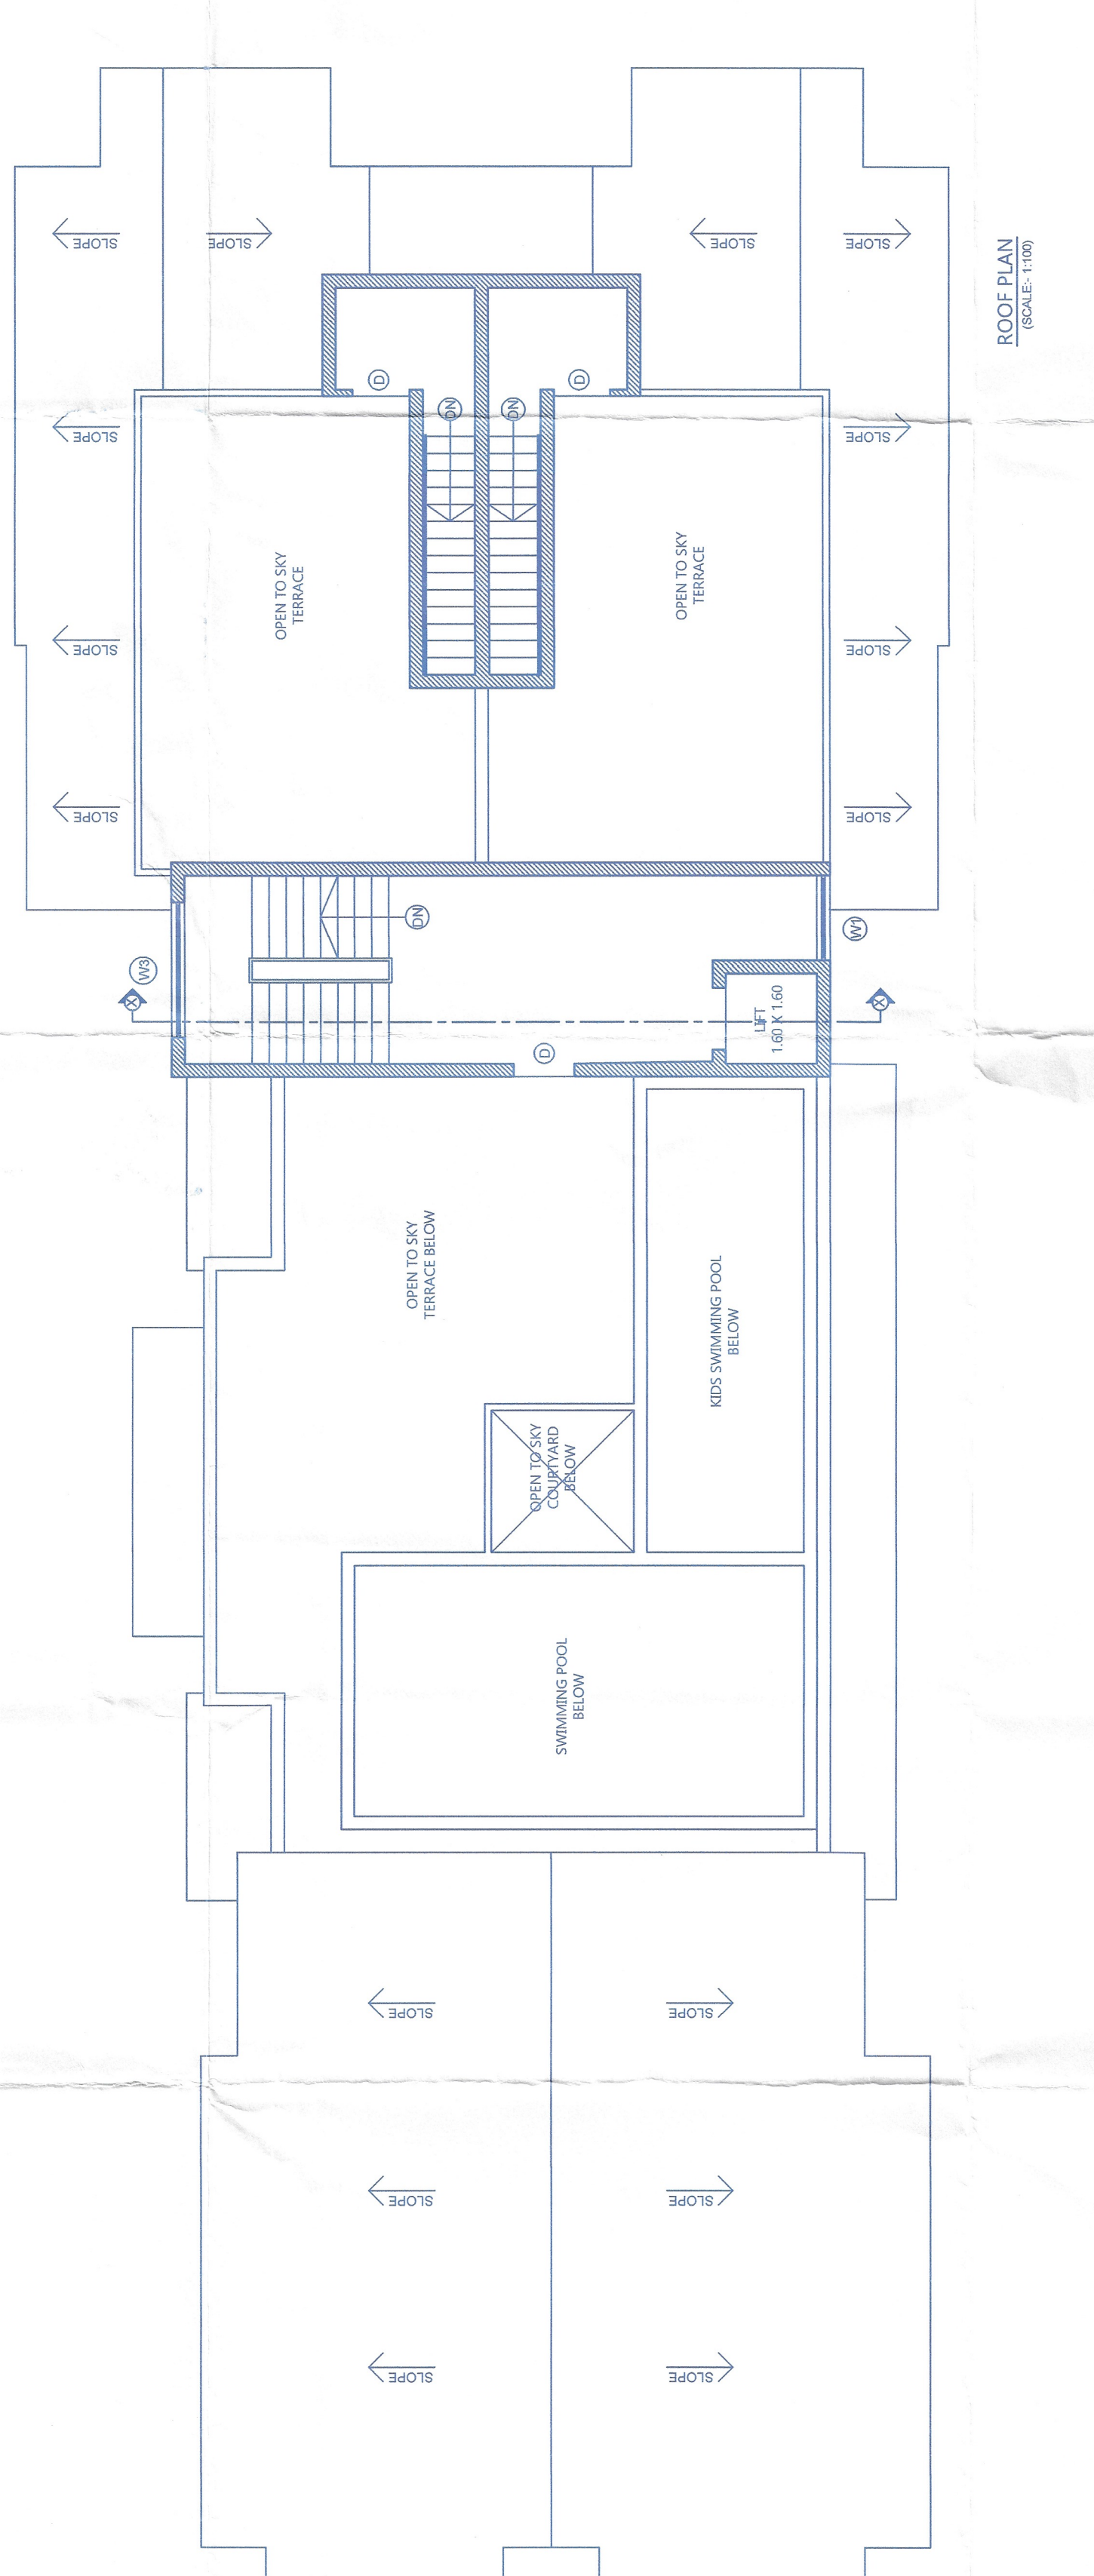 ROOF PLAN
(SCALE:- 1:100)
SLOPE
SLOPE
SLOPE
SLOPE
D
D
DN
DN
SLOPE
SLOPE
OPEN TO SKY
TERRACE
OPEN TO SKY
TERRACE
SLOPE
SLOPE
SLOPE
SLOPE
DN
W1
W3
X
X
LIFT
1.60 X 1.60
D
OPEN TO SKY
TERRACE BELOW
KIDS SWIMMING POOL
BELOW
OPEN TO SKY
COURTYARD
BELOW
SWIMMING POOL
BELOW
SLOPE
SLOPE
SLOPE
SLOPE
SLOPE
SLOPE